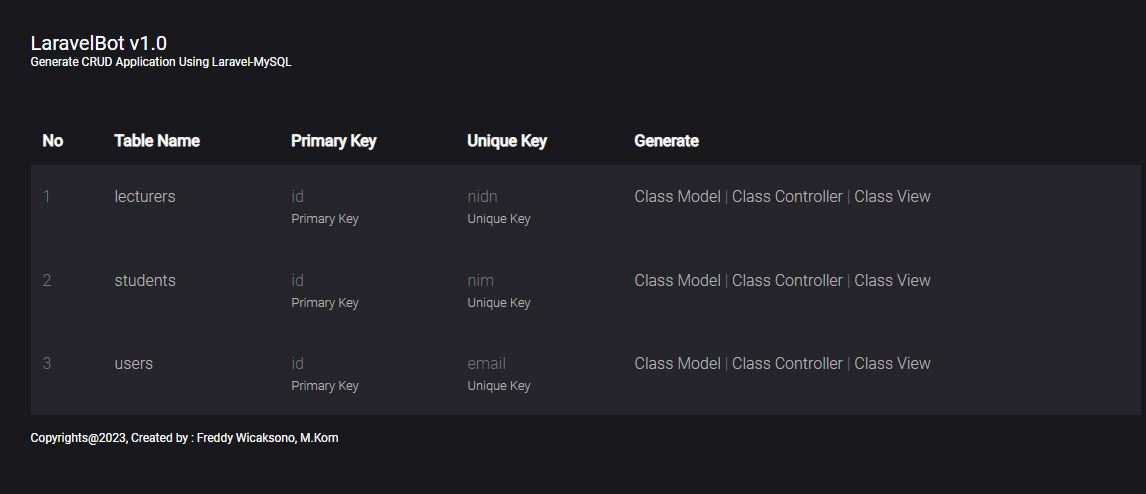 LaravelBot v1.0
Generate CRUD Application Using Laravel-MySQL
No Table Name Primary Key Unique Key Generate
1 lecturers id nidn Class Model | Class Controller | Class View
Primary Key Unique Key
2 students id nim Class Model | Class Controller | Class View
Primary Key Unique Key
3 users id email Class Model | Class Controller | Class View
Primary Key Unique Key
Copyrights@2023, Created by : Freddy Wicaksono, M.Kom